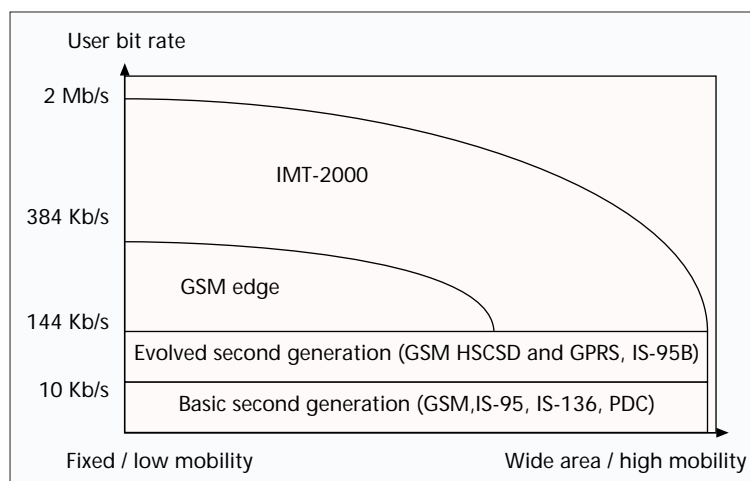 User bit rate
2 Mb/s
IMT-2000
384 Kb/s
GSM edge
144 Kb/s
Evolved second generation (GSM HSCSD and GPRS, IS-95B)
10 Kb/s
Basic second generation (GSM,IS-95, IS-136, PDC)
Fixed / low mobility
Wide area / high mobility